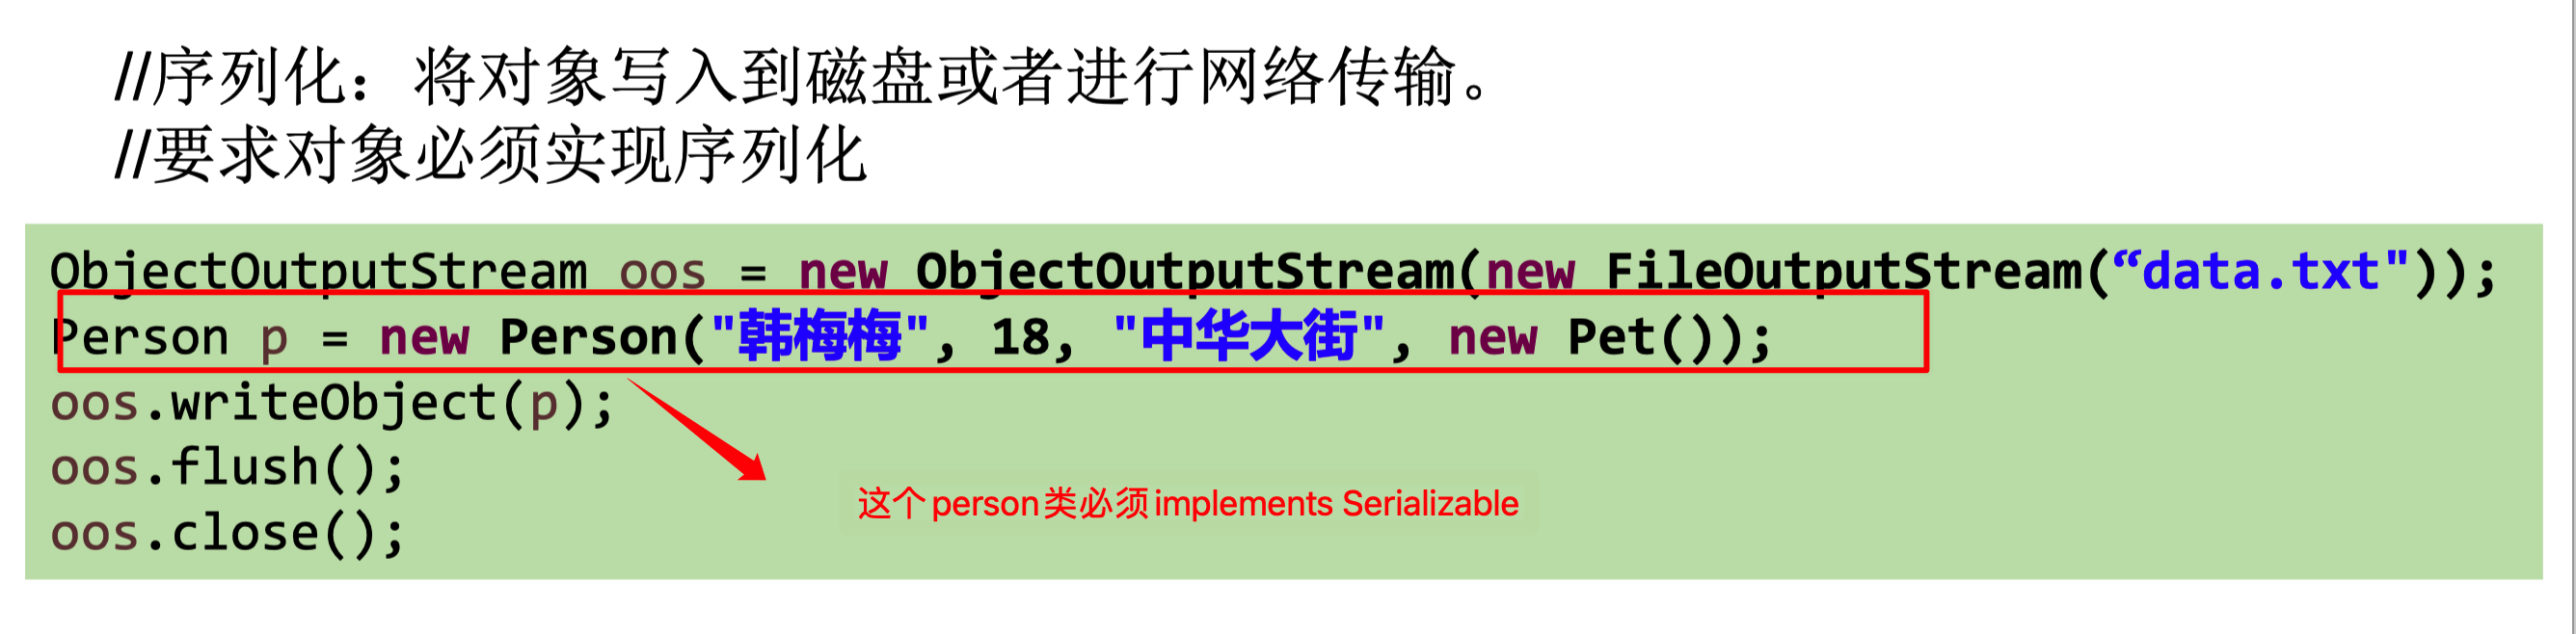 //序列化：将对象写入到磁盘或者进行网络传输。
//要求对象必须实现序列化
ObjectOutputStream oos = new ObjectOutputStream(new FileOutputStream(“data.txt"));
Person p = new Person("韩梅梅", 18, "中华大街", new Pet());
oos.writeObject(p);
oos.flush();
这个person类必须implements Serializable
oos.close();